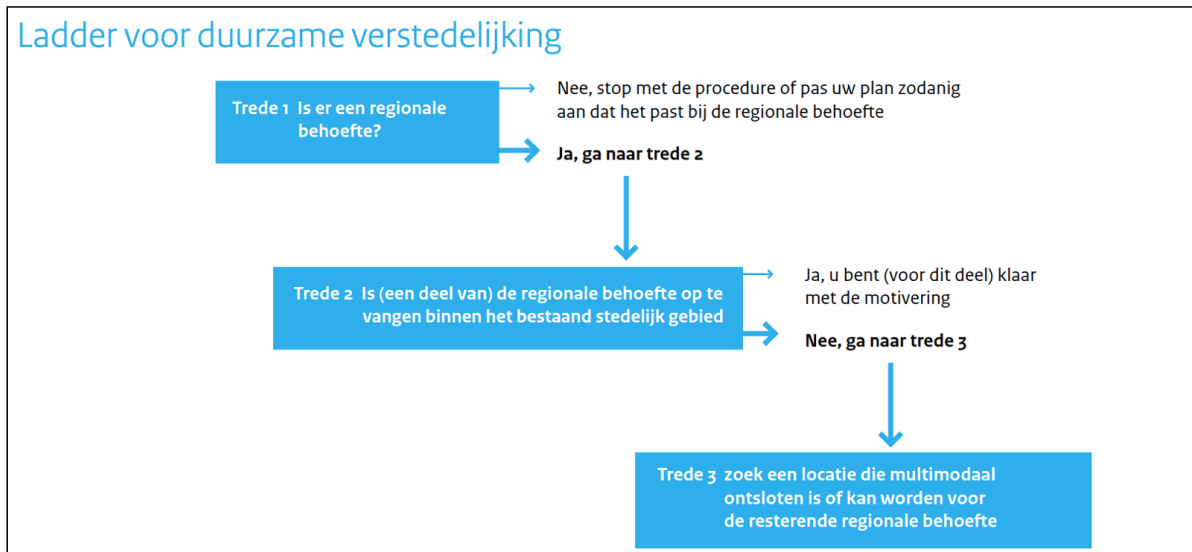 Ladder voor duurzame verstedelijking
Trede 1 Is er een regionale
behoefte?
Nee, stop met de procedure of pas uw plan zodanig
aan dat het past bij de regionale behoefte
Ja, ga naar trede 2
Trede 2 Is (een deel van) de regionale behoefte op te
vangen binnen het bestaand stedelijk gebied
Ja, u bent (voor dit deel) klaar
met de motivering
Nee, ga naar trede 3
Trede 3 zoek een locatie die multimodaal
ontsloten is of kan worden voor
de resterende regionale behoefte